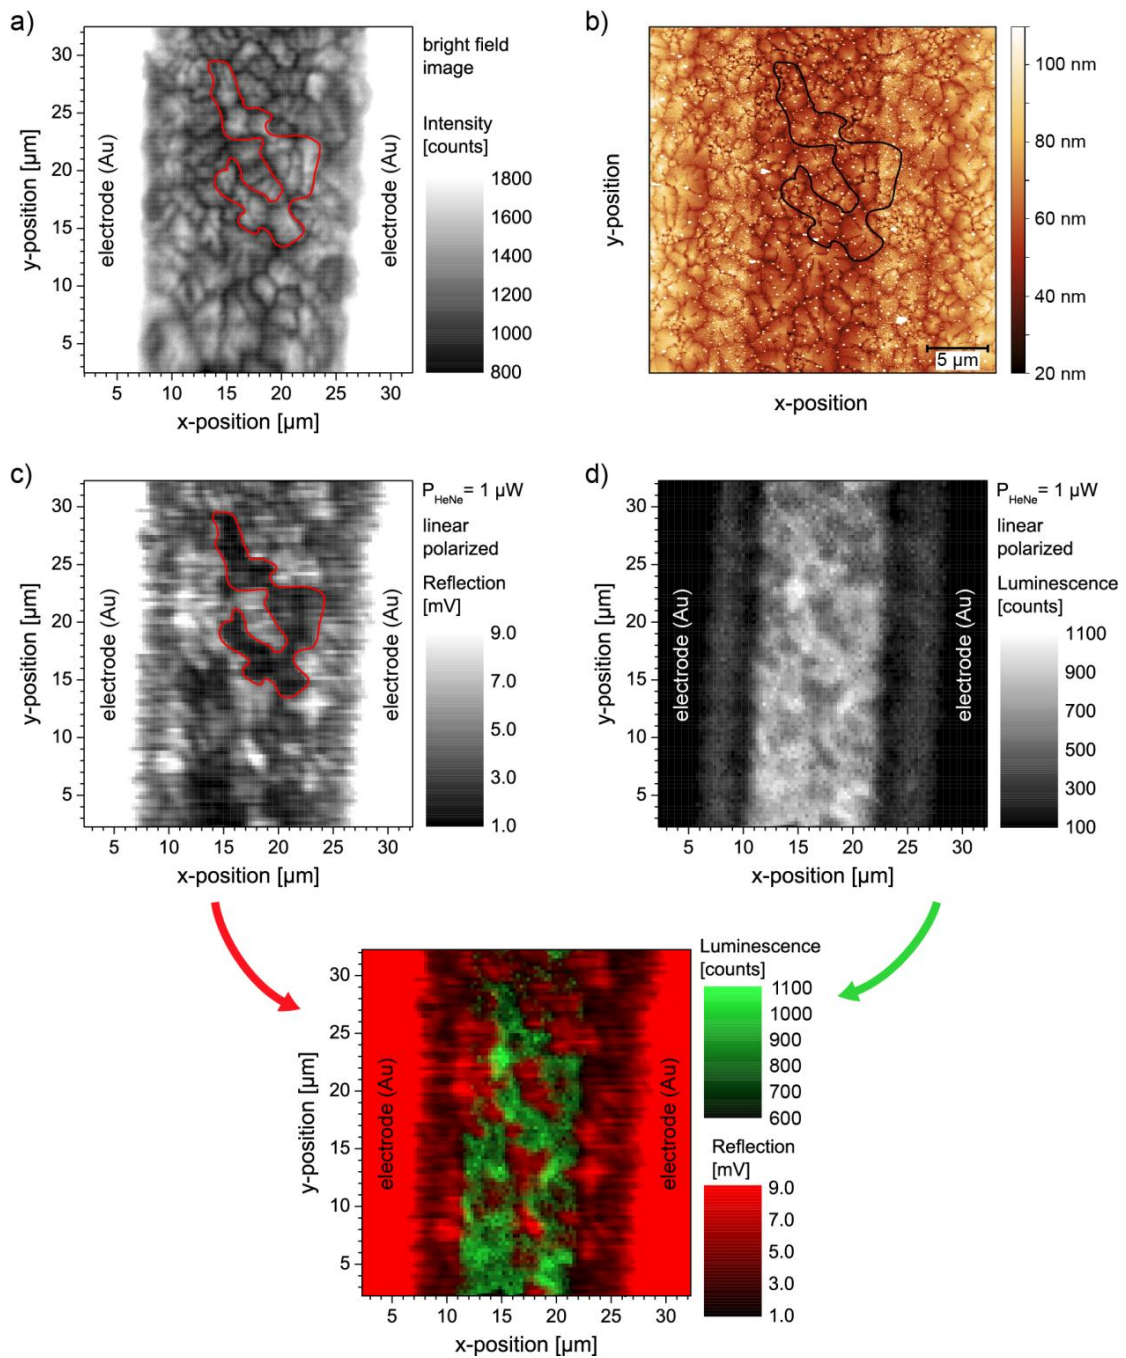 a)
bright field
image
Intensity
[counts]
1800
1600
1400
1200
1000
800
30
25
20
15
10
5
y-position [µm]
electrode (Au)
electrode (Au)
5 10 15 20 25 30
x-position [µm]
b)
100 nm
80 nm
60 nm
40 nm
20 nm
y-position
5 µm
x-position
c)
P HeNe = 1 µW
linear
polarized
Reflection
[mV]
9.0
7.0
5.0
3.0
1.0
30
25
20
15
10
5
y-position [µm]
electrode (Au)
electrode (Au)
5 10 15 20 25 30
x-position [µm]
d)
P HeNe = 1 µW
linear
polarized
Luminescence
[counts]
1100
900
700
500
300
100
30
25
20
15
10
5
y-position [µm]
electrode (Au)
electrode (Au)
5 10 15 20 25 30
x-position [µm]
Luminescence
[counts]
1100
1000
900
800
700
600
Reflection
[mV]
9.0
7.0
5.0
3.0
1.0
30
25
20
15
10
5
y-position [µm]
electrode (Au)
electrode (Au)
5 10 15 20 25 30
x-position [µm]